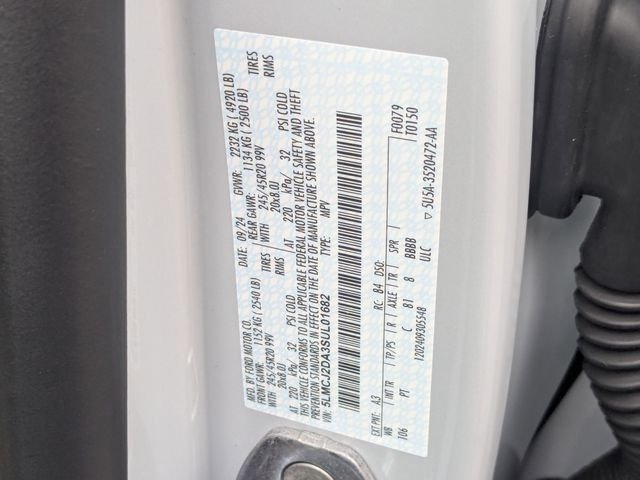 MFD. BY FORD MOTOR CO.
DATE: 09/24 GVWR: 2232 KG ( 4920 LB)
FRONT GAWR: 1152 KG (2540 LB) REAR GAWR: 1134 KG ( 2500 LB)
WITH 245/45R20 99V TIRES WITH 245/45R20 99V TIRES
20x8.0J RIMS 20x8.0J RIMS
AT 220 kPa/ 32 PSI COLD AT 220 kPa/ 32 PSI COLD
THIS VEHICLE CONFORMS TO ALL APPLICABLE FEDERAL MOTOR VEHICLE SAFETY AND THEFT
PREVENTION STANDARDS IN EFFECT ON THE DATE OF MANUFACTURE SHOWN ABOVE.
VIN: 5LMCJ2DA3SUL01682 TYPE: MPV
F0079
T0150
EXT PNT: A3 RC: B4 DSO:
WB INT TR TP/PS R AXLE TR SPR
106 PT C 81 8 BBBB
ULC
1202409305548
5U5A-3520472-AA